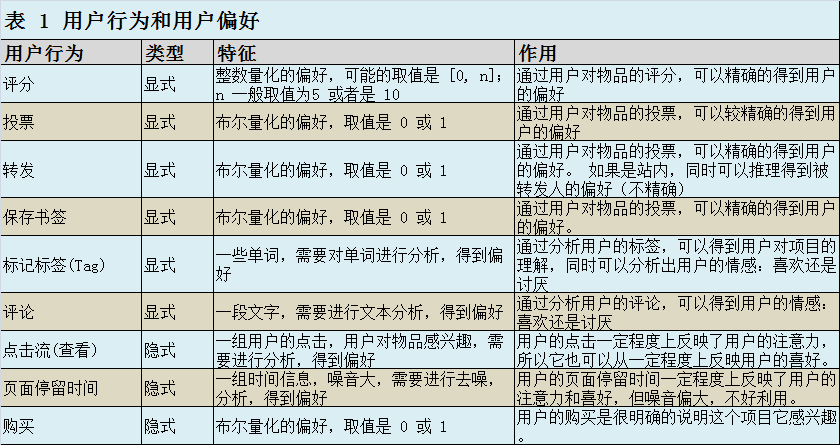 表 1 用户行为和用户偏好
用户行为 类型 特征 作用
评分 显式 整数量化的偏好，可能的取值是 [0, n]；
n 一般取值为5 或者是 10
通过用户对物品的评分，可以精确的得到用户
的偏好
投票 显式 布尔量化的偏好，取值是 0 或 1
通过用户对物品的投票，可以较精确的得到用
户的偏好
转发 显式 布尔量化的偏好，取值是 0 或 1
通过用户对物品的投票，可以精确的得到用户
的偏好。 如果是站内，同时可以推理得到被
转发人的偏好（不精确）
保存书签 显式 布尔量化的偏好，取值是 0 或 1
通过用户对物品的投票，可以精确的得到用户
的偏好。
标记标签(Tag) 显式 一些单词，需要对单词进行分析，得到偏
好
通过分析用户的标签，可以得到用户对项目的
理解，同时可以分析出用户的情感：喜欢还是
讨厌
评论 显式 一段文字，需要进行文本分析，得到偏好
通过分析用户的评论，可以得到用户的情感：
喜欢还是讨厌
点击流(查看) 隐式 一组用户的点击，用户对物品感兴趣，需
要进行分析，得到偏好
用户的点击一定程度上反映了用户的注意力，
所以它也可以从一定程度上反映用户的喜好。
页面停留时间 隐式 一组时间信息，噪音大，需要进行去噪，
分析，得到偏好
用户的页面停留时间一定程度上反映了用户的
注意力和喜好，但噪音偏大，不好利用。
购买 隐式 布尔量化的偏好，取值是 0 或 1
用户的购买是很明确的说明这个项目它感兴趣
。